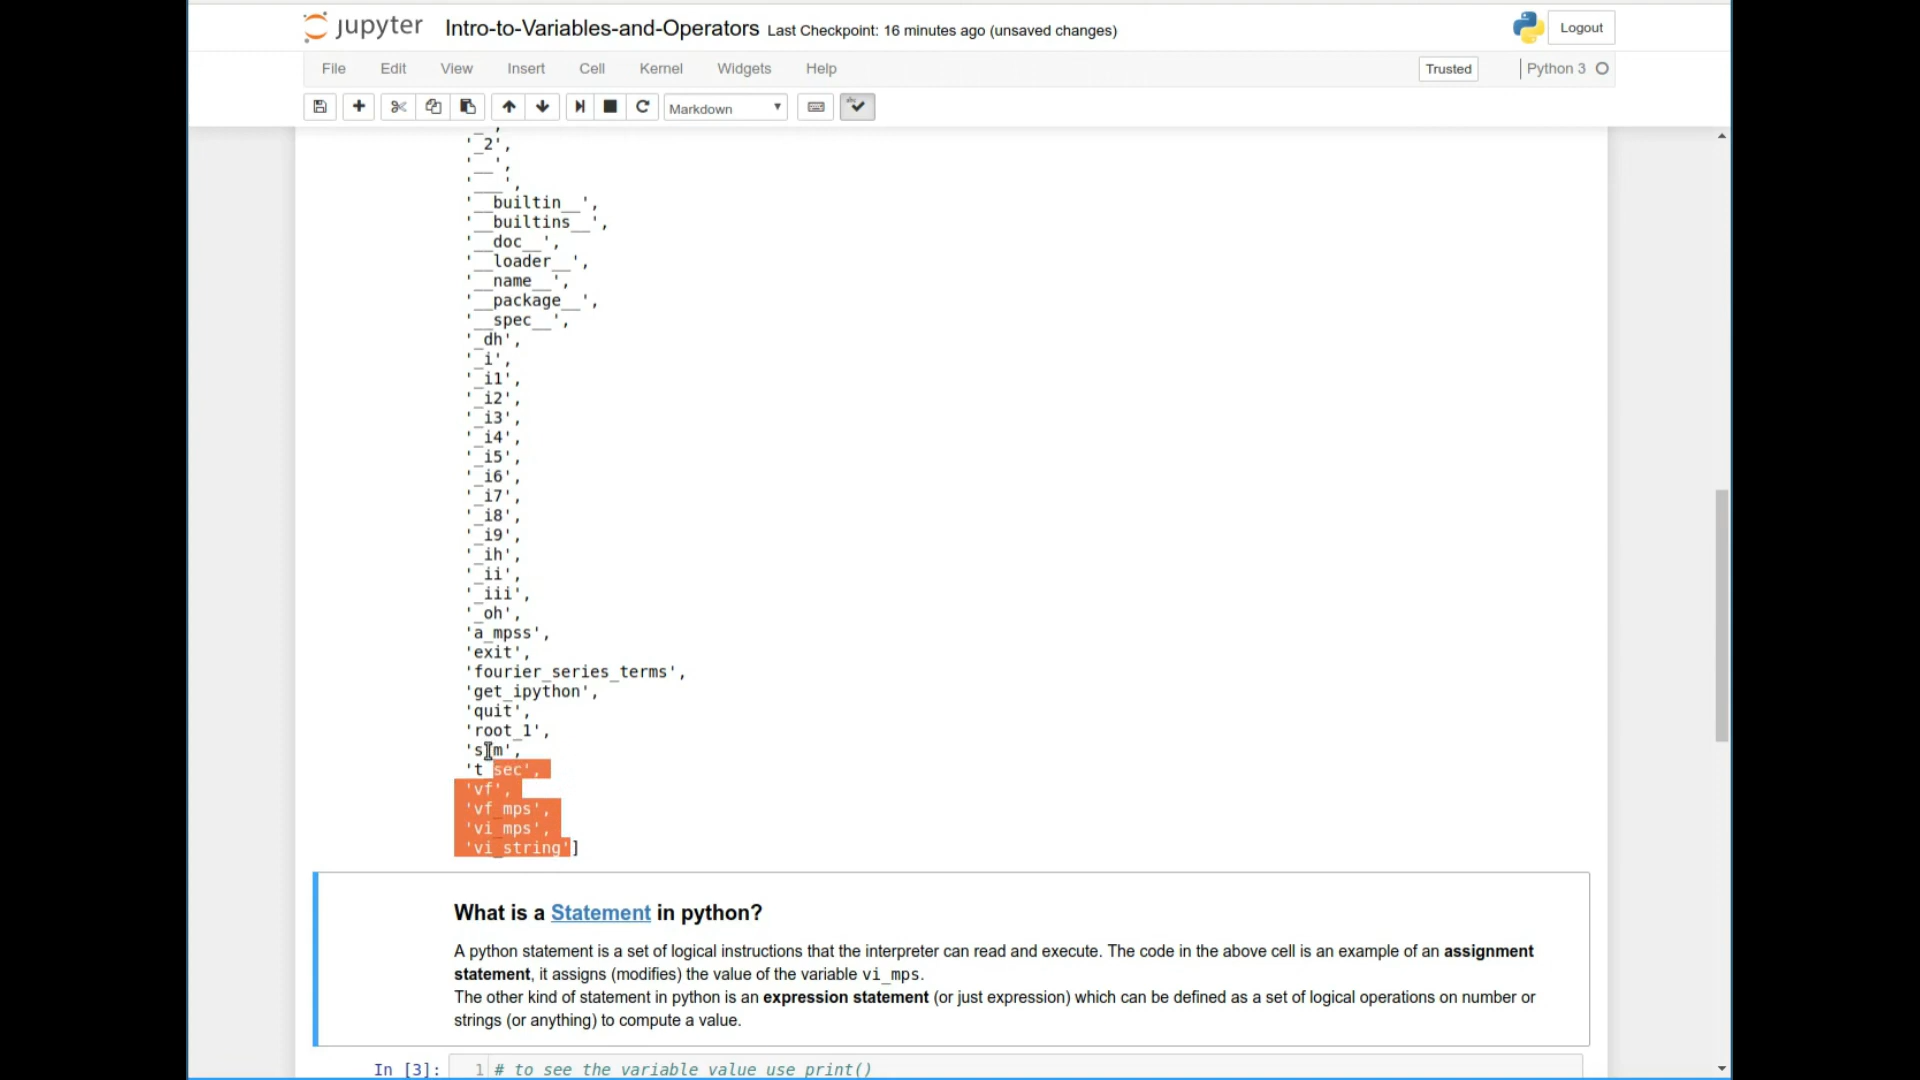 jupyter Intro-to-Variables-and-Operators Last Checkpoint: 16 minutes ago (unsaved changes) Logout
File Edit View Insert Cell Kernel Widgets Help Trusted Python 3
Markdown
'_2',
'__',
'___',
'__builtin__',
'__builtins__',
'__doc__',
'__loader__',
'__name__',
'__package__',
'__spec__',
'_dh',
'_i',
'_i1',
'_i2',
'_i3',
'_i4',
'_i5',
'_i6',
'_i7',
'_i8',
'_i9',
'_ih',
'_ii',
'_iii',
'_oh',
'a_mpss',
'exit',
'fourier_series_terms',
'get_ipython',
'quit',
'root_1',
't_sec',
'vf',
'vf_mps',
'vi_mps',
'vi_string']
What is a Statement in python?
A python statement is a set of logical instructions that the interpreter can read and execute. The code in the above cell is an example of an assignment
statement, it assigns (modifies) the value of the variable vi_mps.
The other kind of statement in python is an expression statement (or just expression) which can be defined as a set of logical operations on number or
strings (or anything) to compute a value.
In [3]: 1 # to see the variable value use print()